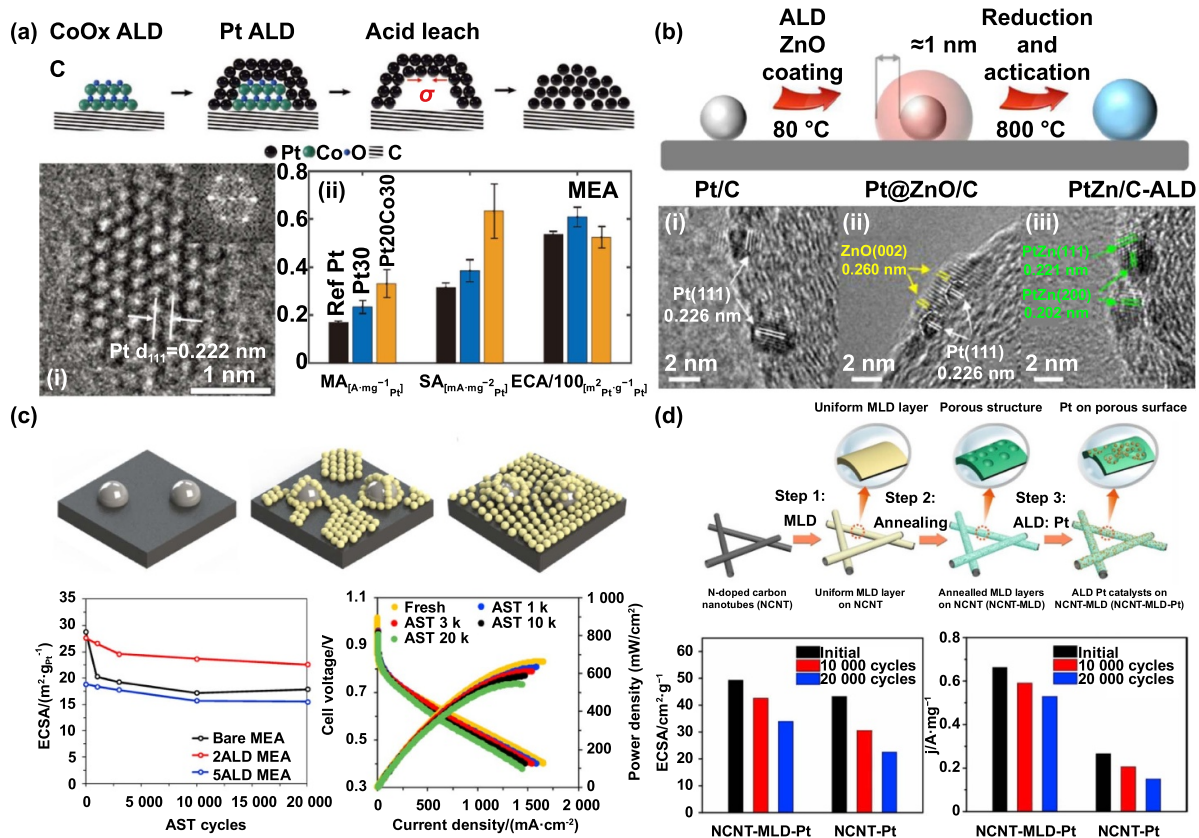 (a)
CoOx ALD
Pt ALD
Acid leach
C
σ
Pt Co O C
(i)
Pt d111=0.222 nm
1 nm
(ii)
MEA
0.8
0.6
0.4
0.2
0
Ref Pt
Pt30
Pt20Co30
MA[A·mg−1Pt]
SA[mA·mg−2Pt]
ECA/100[m2Pt·g−1Pt]
(b)
ALD
ZnO
coating
80 °C
≈1 nm
Reduction
and
actication
800 °C
Pt/C
Pt@ZnO/C
PtZn/C-ALD
(i)
Pt(111)
0.226 nm
2 nm
(ii)
ZnO(002)
0.260 nm
Pt(111)
0.226 nm
2 nm
(iii)
PtZn(111)
0.221 nm
PtZn(200)
0.202 nm
2 nm
(c)
ECSA/(m2·gPt-1)
35
30
25
20
15
10
5
0
Bare MEA
2ALD MEA
5ALD MEA
0 5 000 10 000 15 000 20 000
AST cycles
Cell voltage/V
1.1
0.9
0.7
0.5
0.3
Fresh
AST 1 k
AST 3 k
AST 10 k
AST 20 k
1 000
900
800
700
600
500
400
300
200
100
0
Power density (mW/cm2)
0 500 1 000 1 500 2 000
Current density/(mA·cm-2)
(d)
Uniform MLD layer
Porous structure
Pt on porous surface
Step 1:
MLD
Step 2:
Annealing
Step 3:
ALD: Pt
N-doped carbon
nanotubes (NCNT)
Uniform MLD layer
on NCNT
Annealled MLD layers
on NCNT (NCNT-MLD)
ALD Pt catalysts on
NCNT-MLD (NCNT-MLD-Pt)
ECSA/cm2·g-1
60
50
40
30
20
10
0
Initial
10 000 cycles
20 000 cycles
NCNT-MLD-Pt
NCNT-Pt
j/A·mg-1
0.8
0.6
0.4
0.2
0
Initial
10 000 cycles
20 000 cycles
NCNT-MLD-Pt
NCNT-Pt